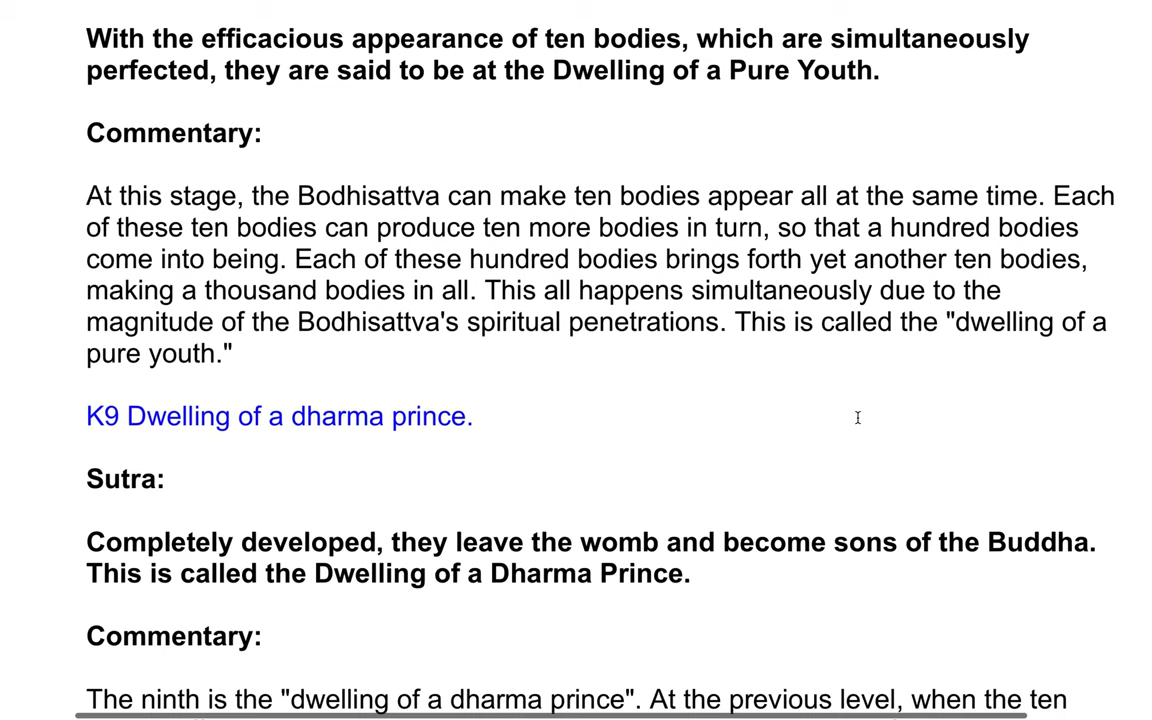 With the efficacious appearance of ten bodies, which are simultaneously
perfected, they are said to be at the Dwelling of a Pure Youth.
Commentary:
At this stage, the Bodhisattva can make ten bodies appear all at the same time. Each
of these ten bodies can produce ten more bodies in turn, so that a hundred bodies
come into being. Each of these hundred bodies brings forth yet another ten bodies,
making a thousand bodies in all. This all happens simultaneously due to the
magnitude of the Bodhisattva's spiritual penetrations. This is called the "dwelling of a
pure youth."
K9 Dwelling of a dharma prince.
Sutra:
Completely developed, they leave the womb and become sons of the Buddha.
This is called the Dwelling of a Dharma Prince.
Commentary:
The ninth is the "dwelling of a dharma prince". At the previous level, when the ten